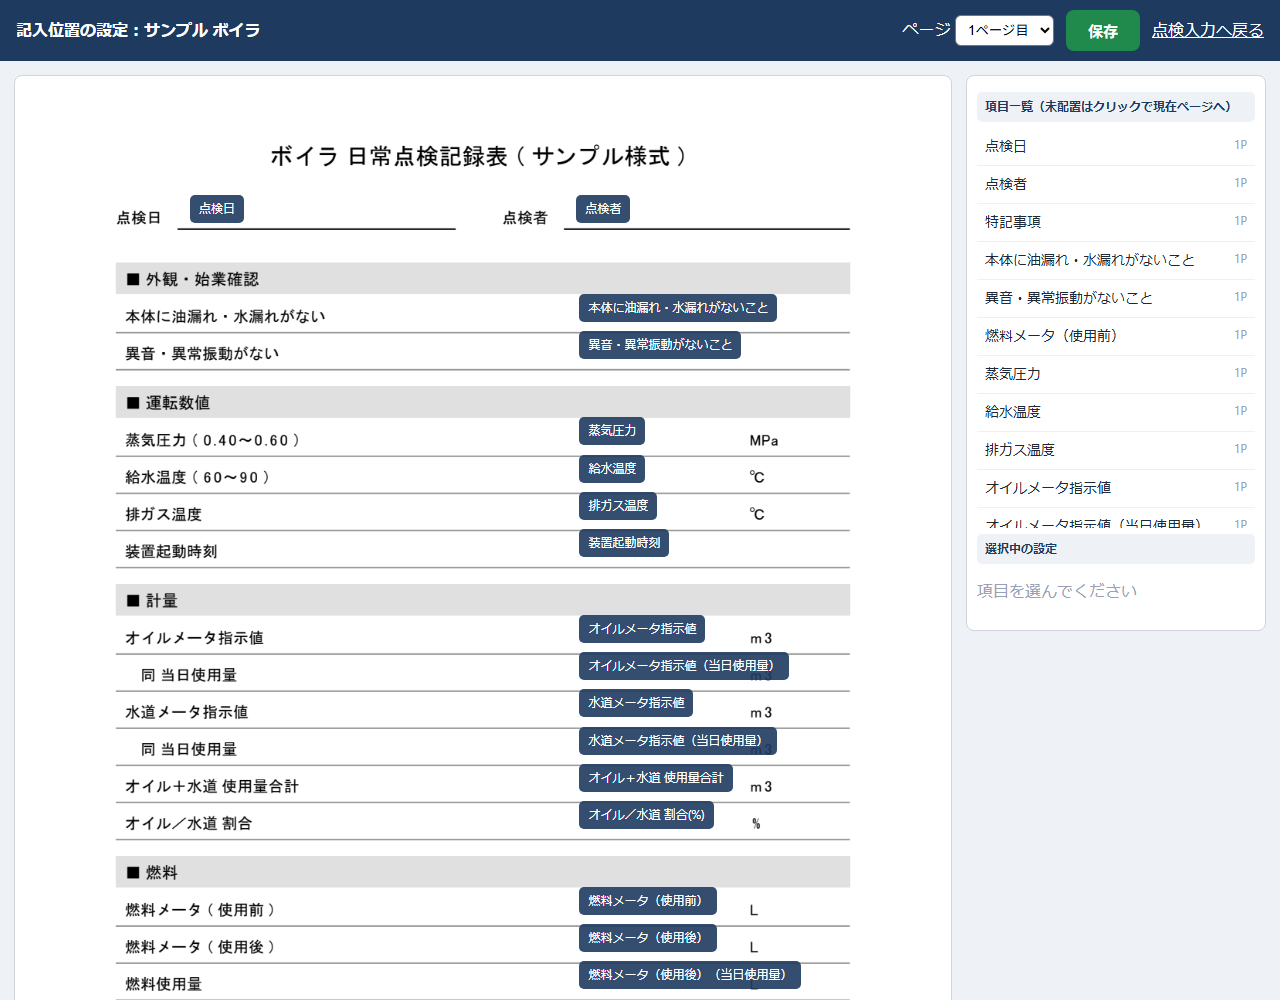 記入位置の設定：サンプル ボイラ
ページ 1ページ目 保存 点検入力へ戻る
ボイラ 日常点検記録表（サンプル様式）
点検日 点検日 点検者 点検者
■ 外観・始業確認
本体に油漏れ・水漏れがない 本体に油漏れ・水漏れがないこと
異音・異常振動がない 異音・異常振動がないこと
■ 運転数値
蒸気圧力（0.40～0.60） 蒸気圧力 MPa
給水温度（60～90） 給水温度 ℃
排ガス温度 排ガス温度 ℃
装置起動時刻 装置起動時刻
■ 計量
オイルメータ指示値 オイルメータ指示値 m3
同 当日使用量 オイルメータ指示値（当日使用量） m3
水道メータ指示値 水道メータ指示値 m3
同 当日使用量 水道メータ指示値（当日使用量） m3
オイル＋水道 使用量合計 オイル＋水道 使用量合計 m3
オイル／水道 割合 オイル／水道 割合(%) %
■ 燃料
燃料メータ（使用前） 燃料メータ（使用前） L
燃料メータ（使用後） 燃料メータ（使用後） L
燃料使用量 燃料メータ（使用後）（当日使用量） L
項目一覧（未配置はクリックで現在ページへ）
点検日 1P
点検者 1P
特記事項 1P
本体に油漏れ・水漏れがないこと 1P
異音・異常振動がないこと 1P
燃料メータ（使用前） 1P
蒸気圧力 1P
給水温度 1P
排ガス温度 1P
オイルメータ指示値 1P
オイルメータ指示値（当日使用量） 1P
選択中の設定
項目を選んでください